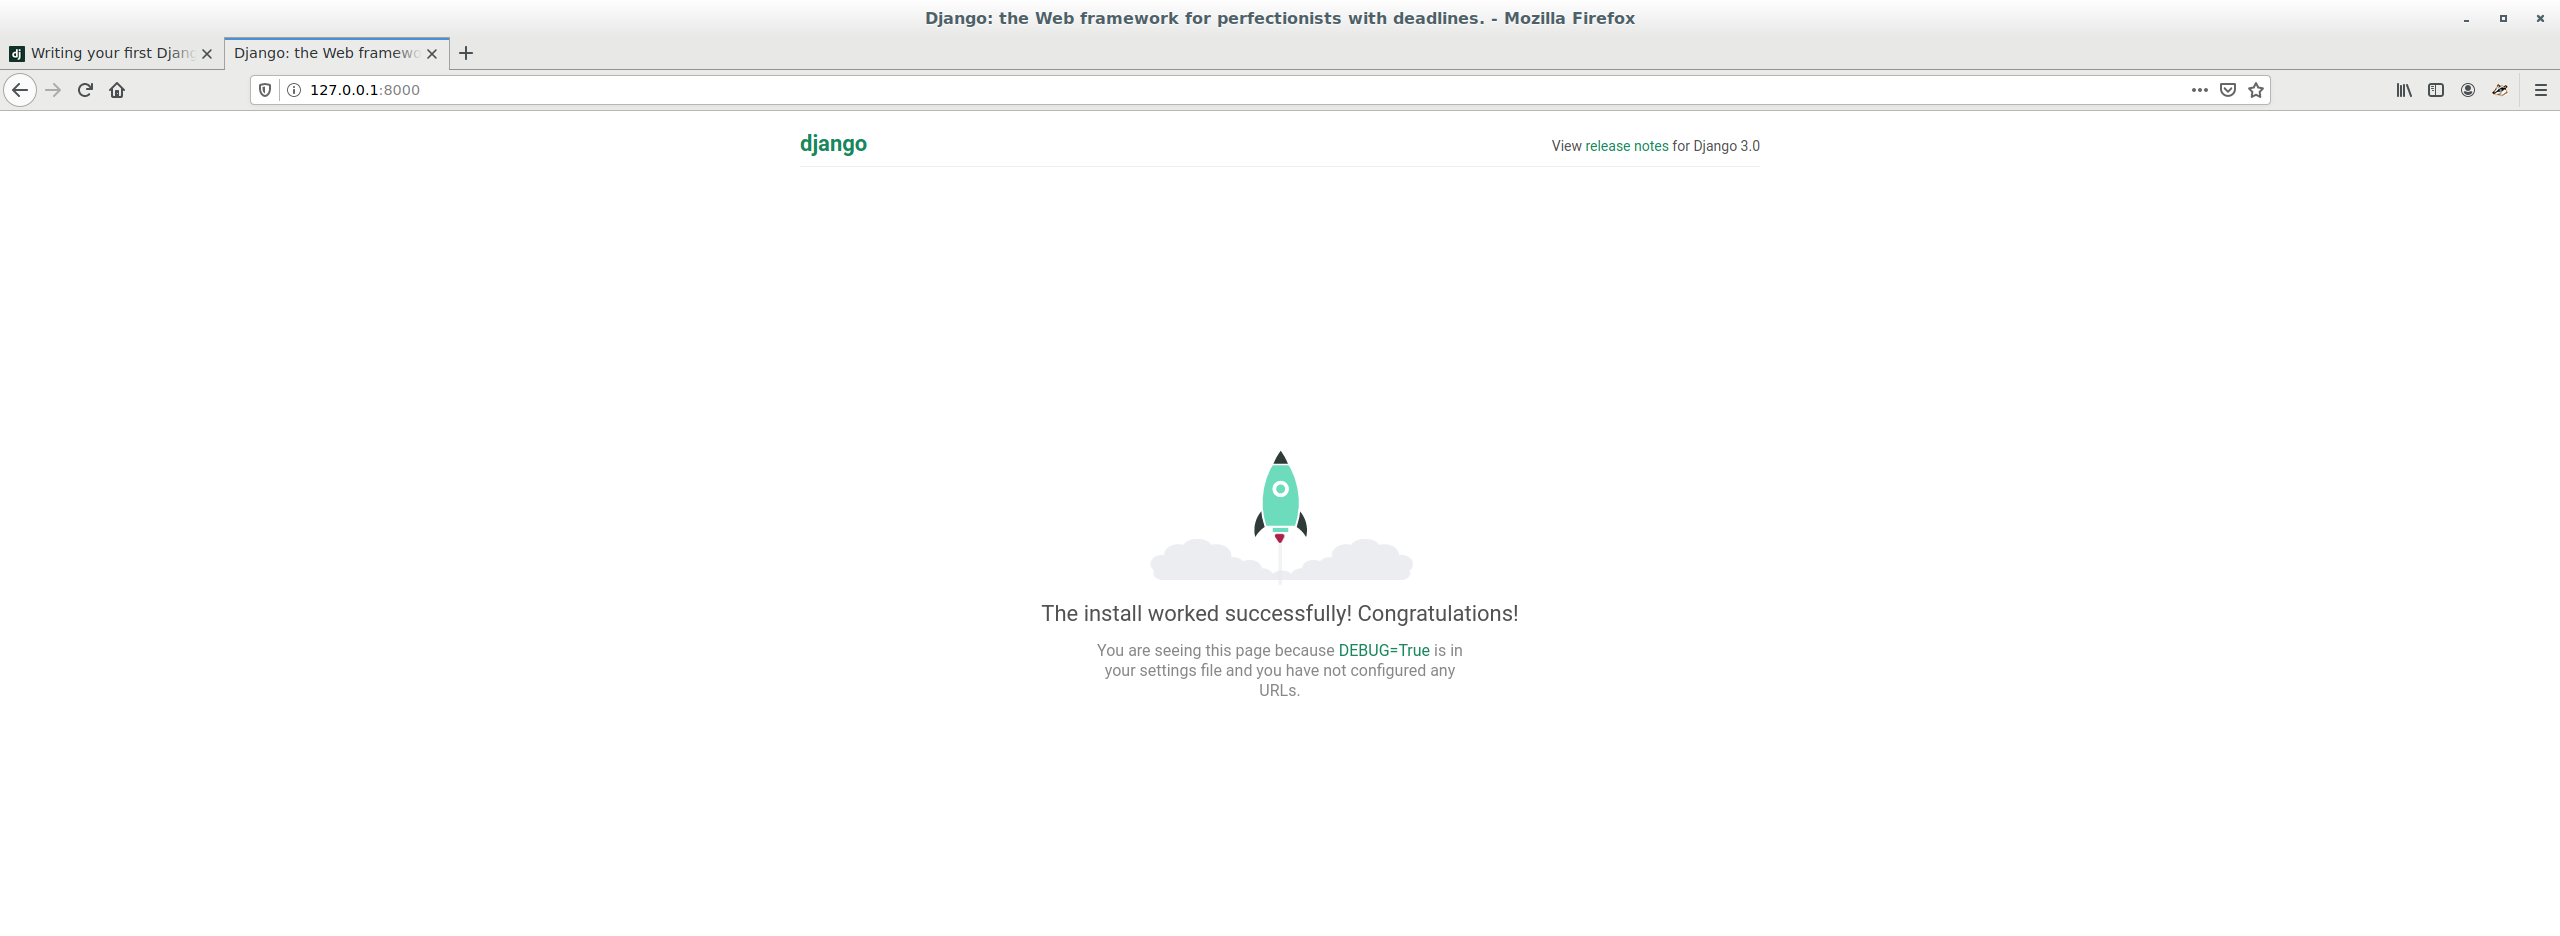 Django: the Web framework for perfectionists with deadlines. - Mozilla Firefox
dj Writing your first Djang
Django: the Web framewo
127.0.0.1:8000
django
View release notes for Django 3.0
The install worked successfully! Congratulations!
You are seeing this page because DEBUG=True is in
your settings file and you have not configured any
URLs.